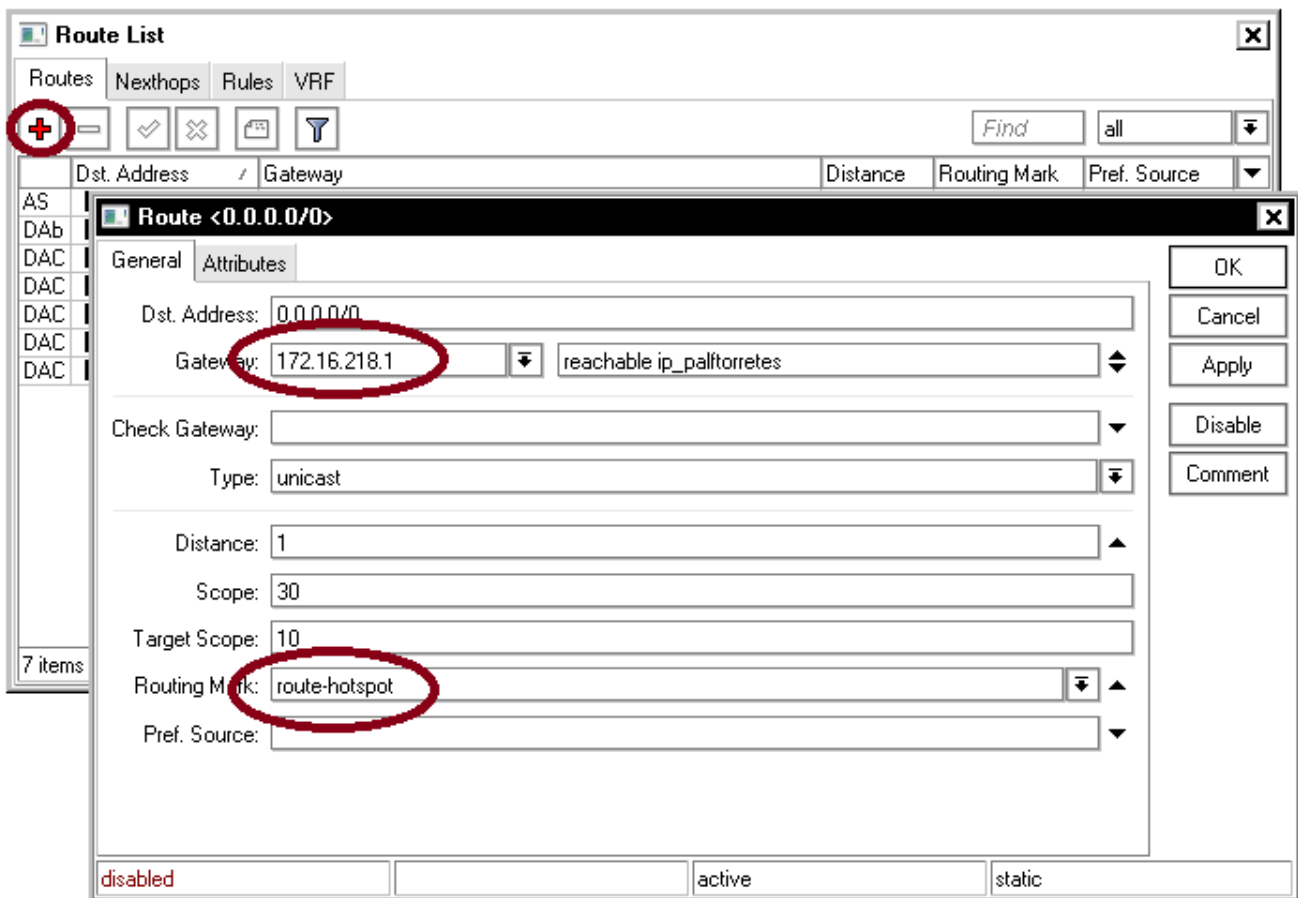 Route List
Routes Nexthops Rules VRF
Find all
Dst. Address Gateway Distance Routing Mark Pref. Source
AS
DAb
DAC
DAC
DAC
DAC
DAC
7 items
Route <0.0.0.0/0>
General Attributes
OK
Cancel
Apply
Disable
Comment
Dst. Address: 0.0.0.0/0
Gateway: 172.16.218.1 reachable ip_palftorretes
Check Gateway:
Type: unicast
Distance: 1
Scope: 30
Target Scope: 10
Routing Mark: route-hotspot
Pref. Source:
disabled active static